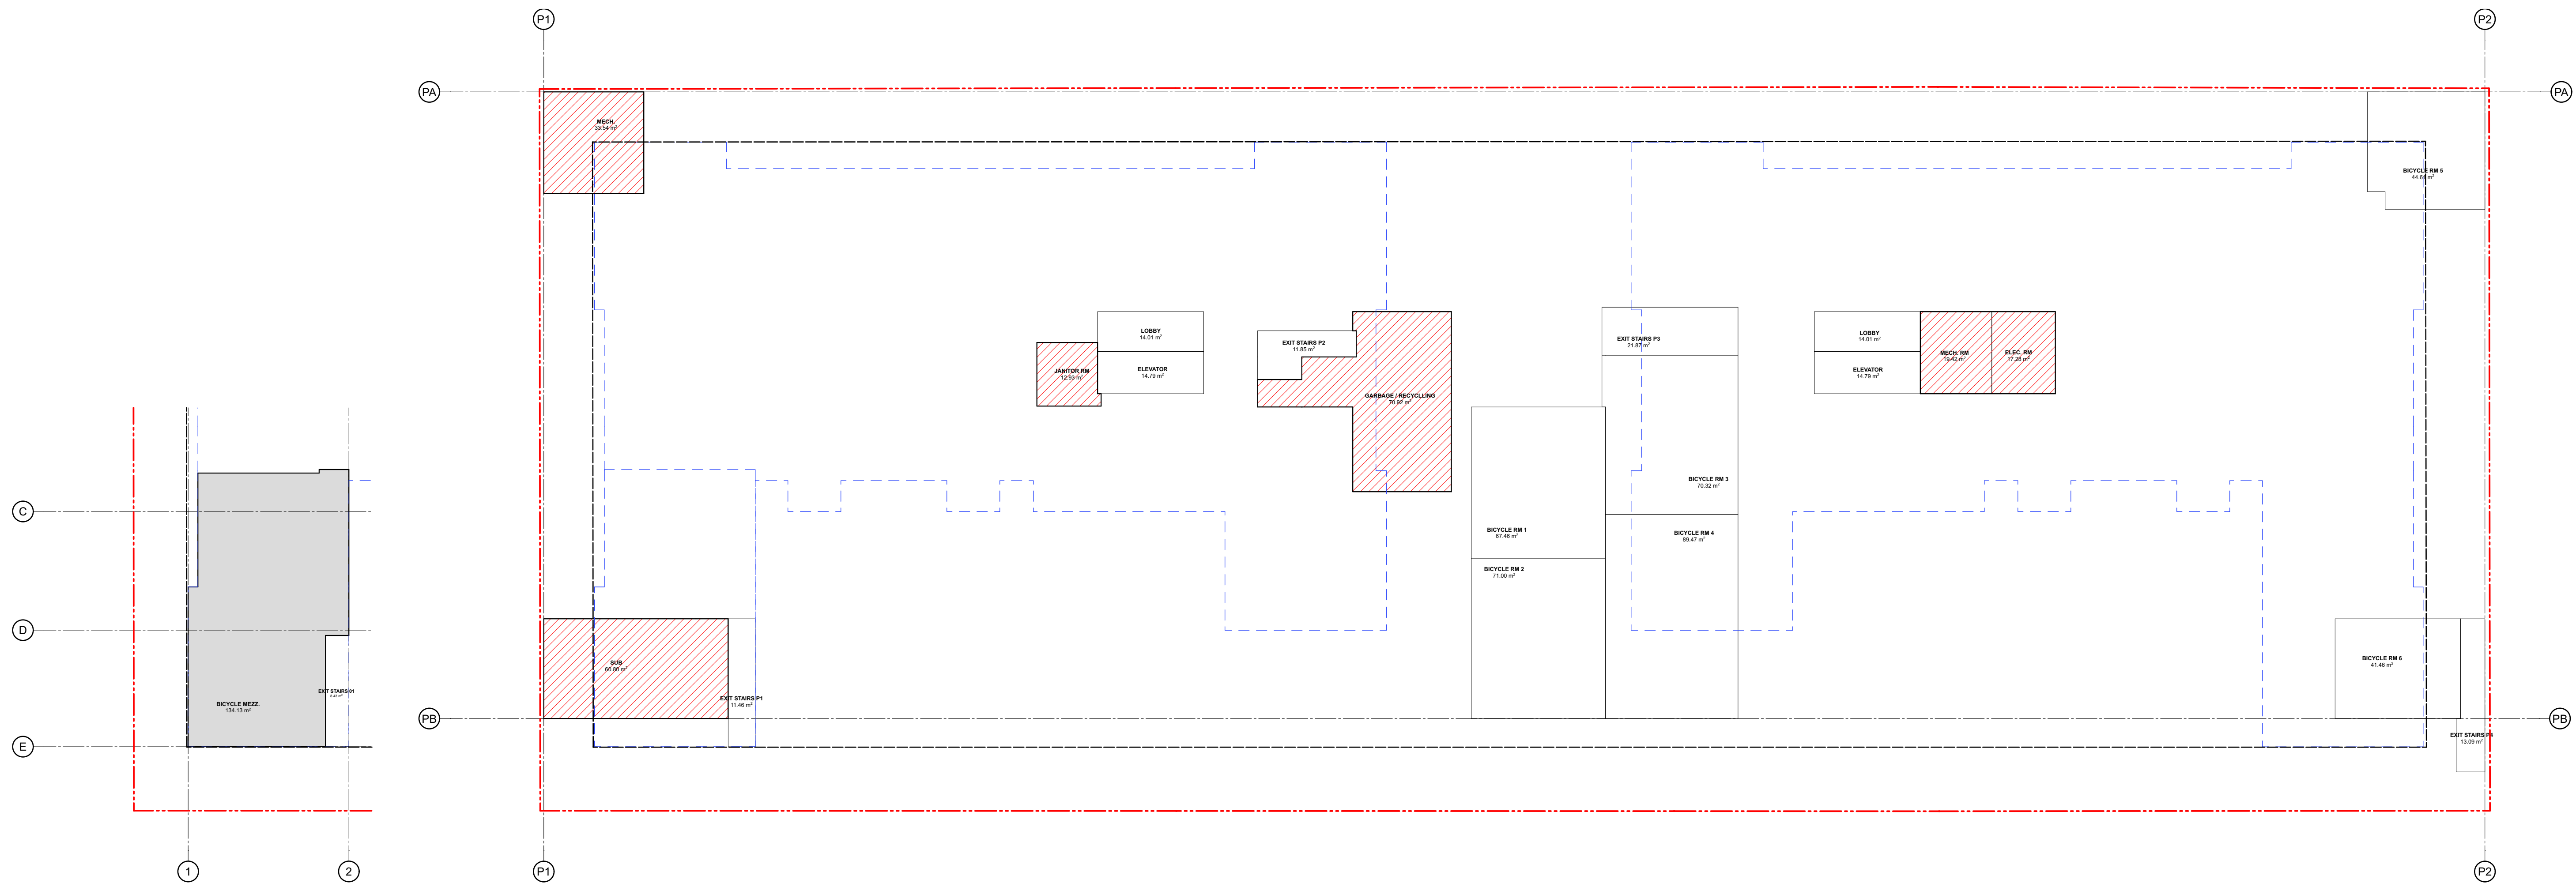 P1
P2
PA
PA
MECH.
33.54 m²
BICYCLE RM 5
44.61 m²
LOBBY
14.01 m²
ELEVATOR
14.79 m²
JANITOR RM
12.93 m²
EXIT STAIRS P2
11.85 m²
GARBAGE / RECYCLLING
70.92 m²
EXIT STAIRS P3
21.87 m²
LOBBY
14.01 m²
ELEVATOR
14.79 m²
MECH. RM
19.42 m²
ELEC. RM
17.28 m²
BICYCLE RM 3
70.32 m²
BICYCLE RM 1
67.46 m²
BICYCLE RM 4
89.47 m²
BICYCLE RM 2
71.00 m²
C
D
E
SUB
60.80 m²
EXIT STAIRS P1
11.46 m²
BICYCLE RM 6
41.46 m²
EXIT STAIRS 01
8.43 m²
BICYCLE MEZZ.
134.13 m²
PB
PB
EXIT STAIRS P4
13.09 m²
1
2
P1
P2